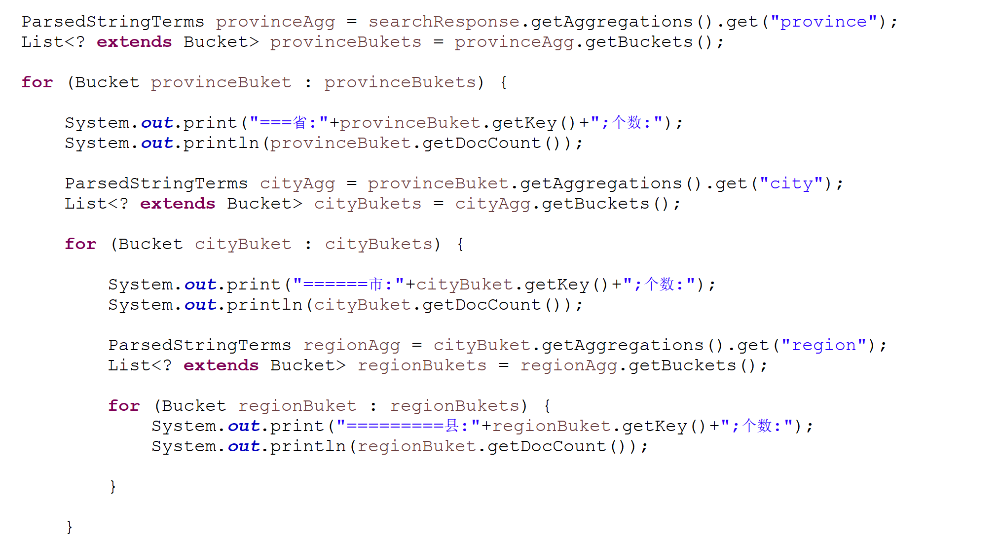 ParsedStringTerms provinceAgg = searchResponse.getAggregations().get("province");
List<? extends Bucket> provinceBukets = provinceAgg.getBuckets();
for (Bucket provinceBuket : provinceBukets) {
System.out.print("===省:"+provinceBuket.getKey()+";个数:");
System.out.println(provinceBuket.getDocCount());
ParsedStringTerms cityAgg = provinceBuket.getAggregations().get("city");
List<? extends Bucket> cityBukets = cityAgg.getBuckets();
for (Bucket cityBuket : cityBukets) {
System.out.print("======市:"+cityBuket.getKey()+";个数:");
System.out.println(cityBuket.getDocCount());
ParsedStringTerms regionAgg = cityBuket.getAggregations().get("region");
List<? extends Bucket> regionBukets = regionAgg.getBuckets();
for (Bucket regionBuket : regionBukets) {
System.out.print("=========县:"+regionBuket.getKey()+";个数:");
System.out.println(regionBuket.getDocCount());
}
}